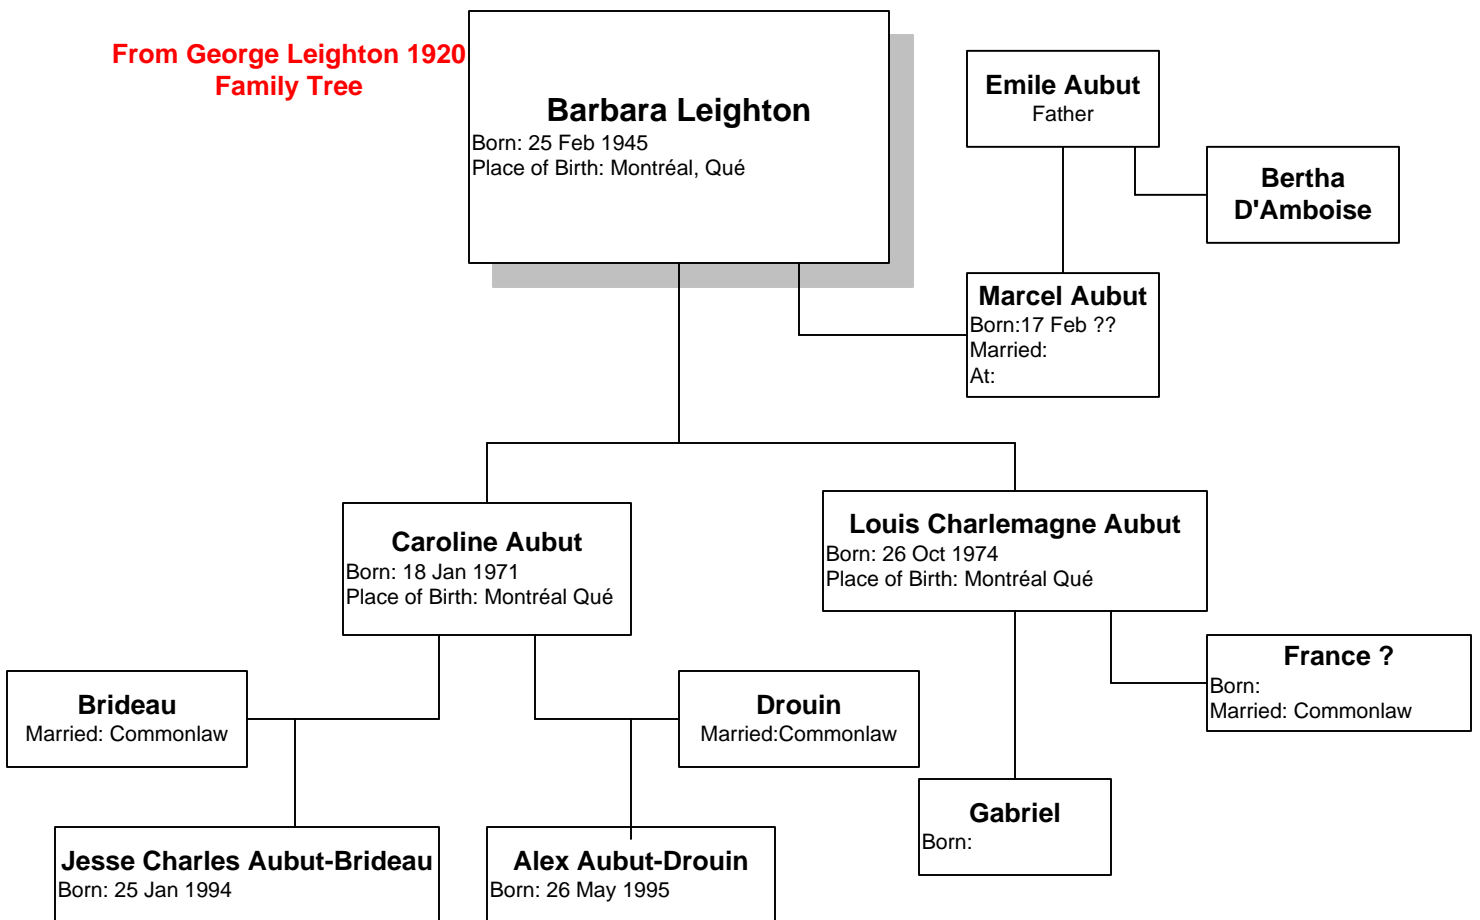 From George Leighton 1920
Family Tree
Barbara Leighton
Born: 25 Feb 1945
Place of Birth: Montréal, Qué
Emile Aubut
Father
Bertha
D'Amboise
Marcel Aubut
Born:17 Feb ??
Married:
At:
Caroline Aubut
Born: 18 Jan 1971
Place of Birth: Montréal Qué
Louis Charlemagne Aubut
Born: 26 Oct 1974
Place of Birth: Montréal Qué
Brideau
Married: Commonlaw
Drouin
Married:Commonlaw
France ?
Born:
Married: Commonlaw
Jesse Charles Aubut-Brideau
Born: 25 Jan 1994
Alex Aubut-Drouin
Born: 26 May 1995
Gabriel
Born: